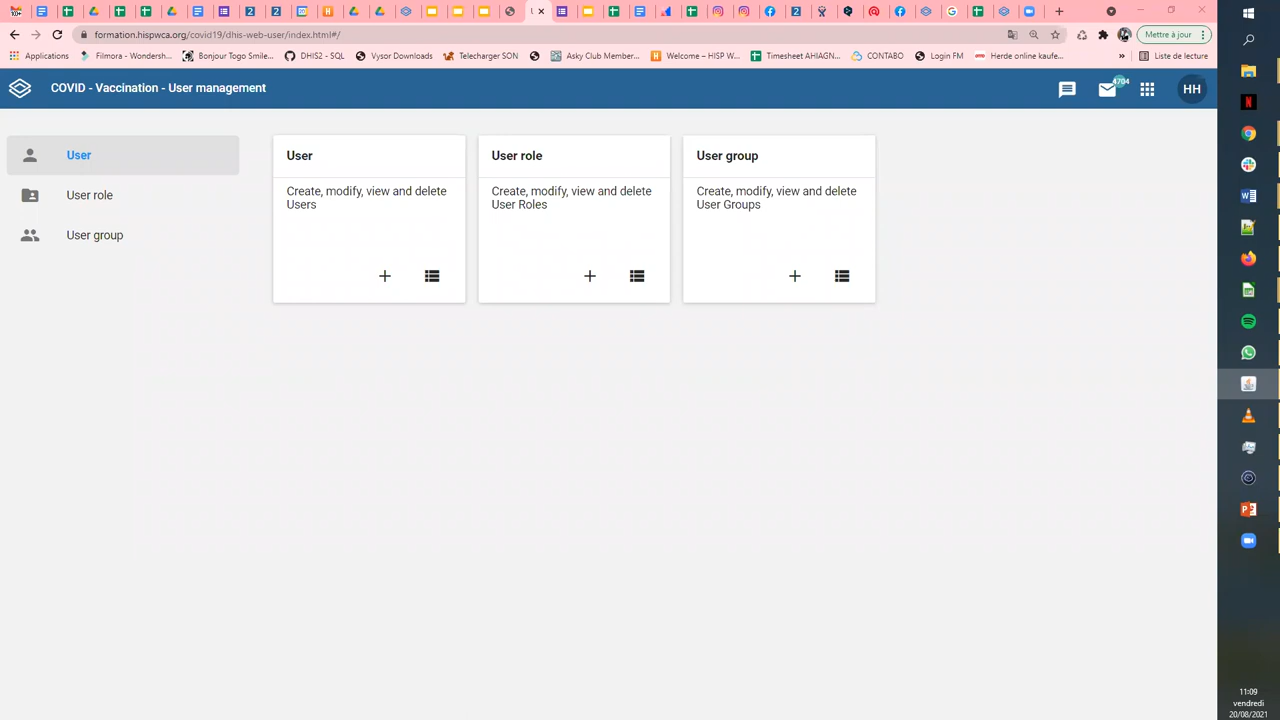 formation.hispwca.org/covid19/dhis-web-user/index.html#/
Mettre à jour
Applications
Filmora - Wondersh...
Bonjour Togo Smile...
DHIS2 - SQL
Vysor Downloads
Telecharger SON
Asky Club Member...
Welcome – HISP W...
Timesheet AHIAGN...
CONTABO
Login FM
Herde online kaufe...
»
Liste de lecture
COVID - Vaccination - User management
4704
HH
User
User role
User group
User
Create, modify, view and delete
Users
User role
Create, modify, view and delete
User Roles
User group
Create, modify, view and delete
User Groups
11:09
vendredi
20/08/2021